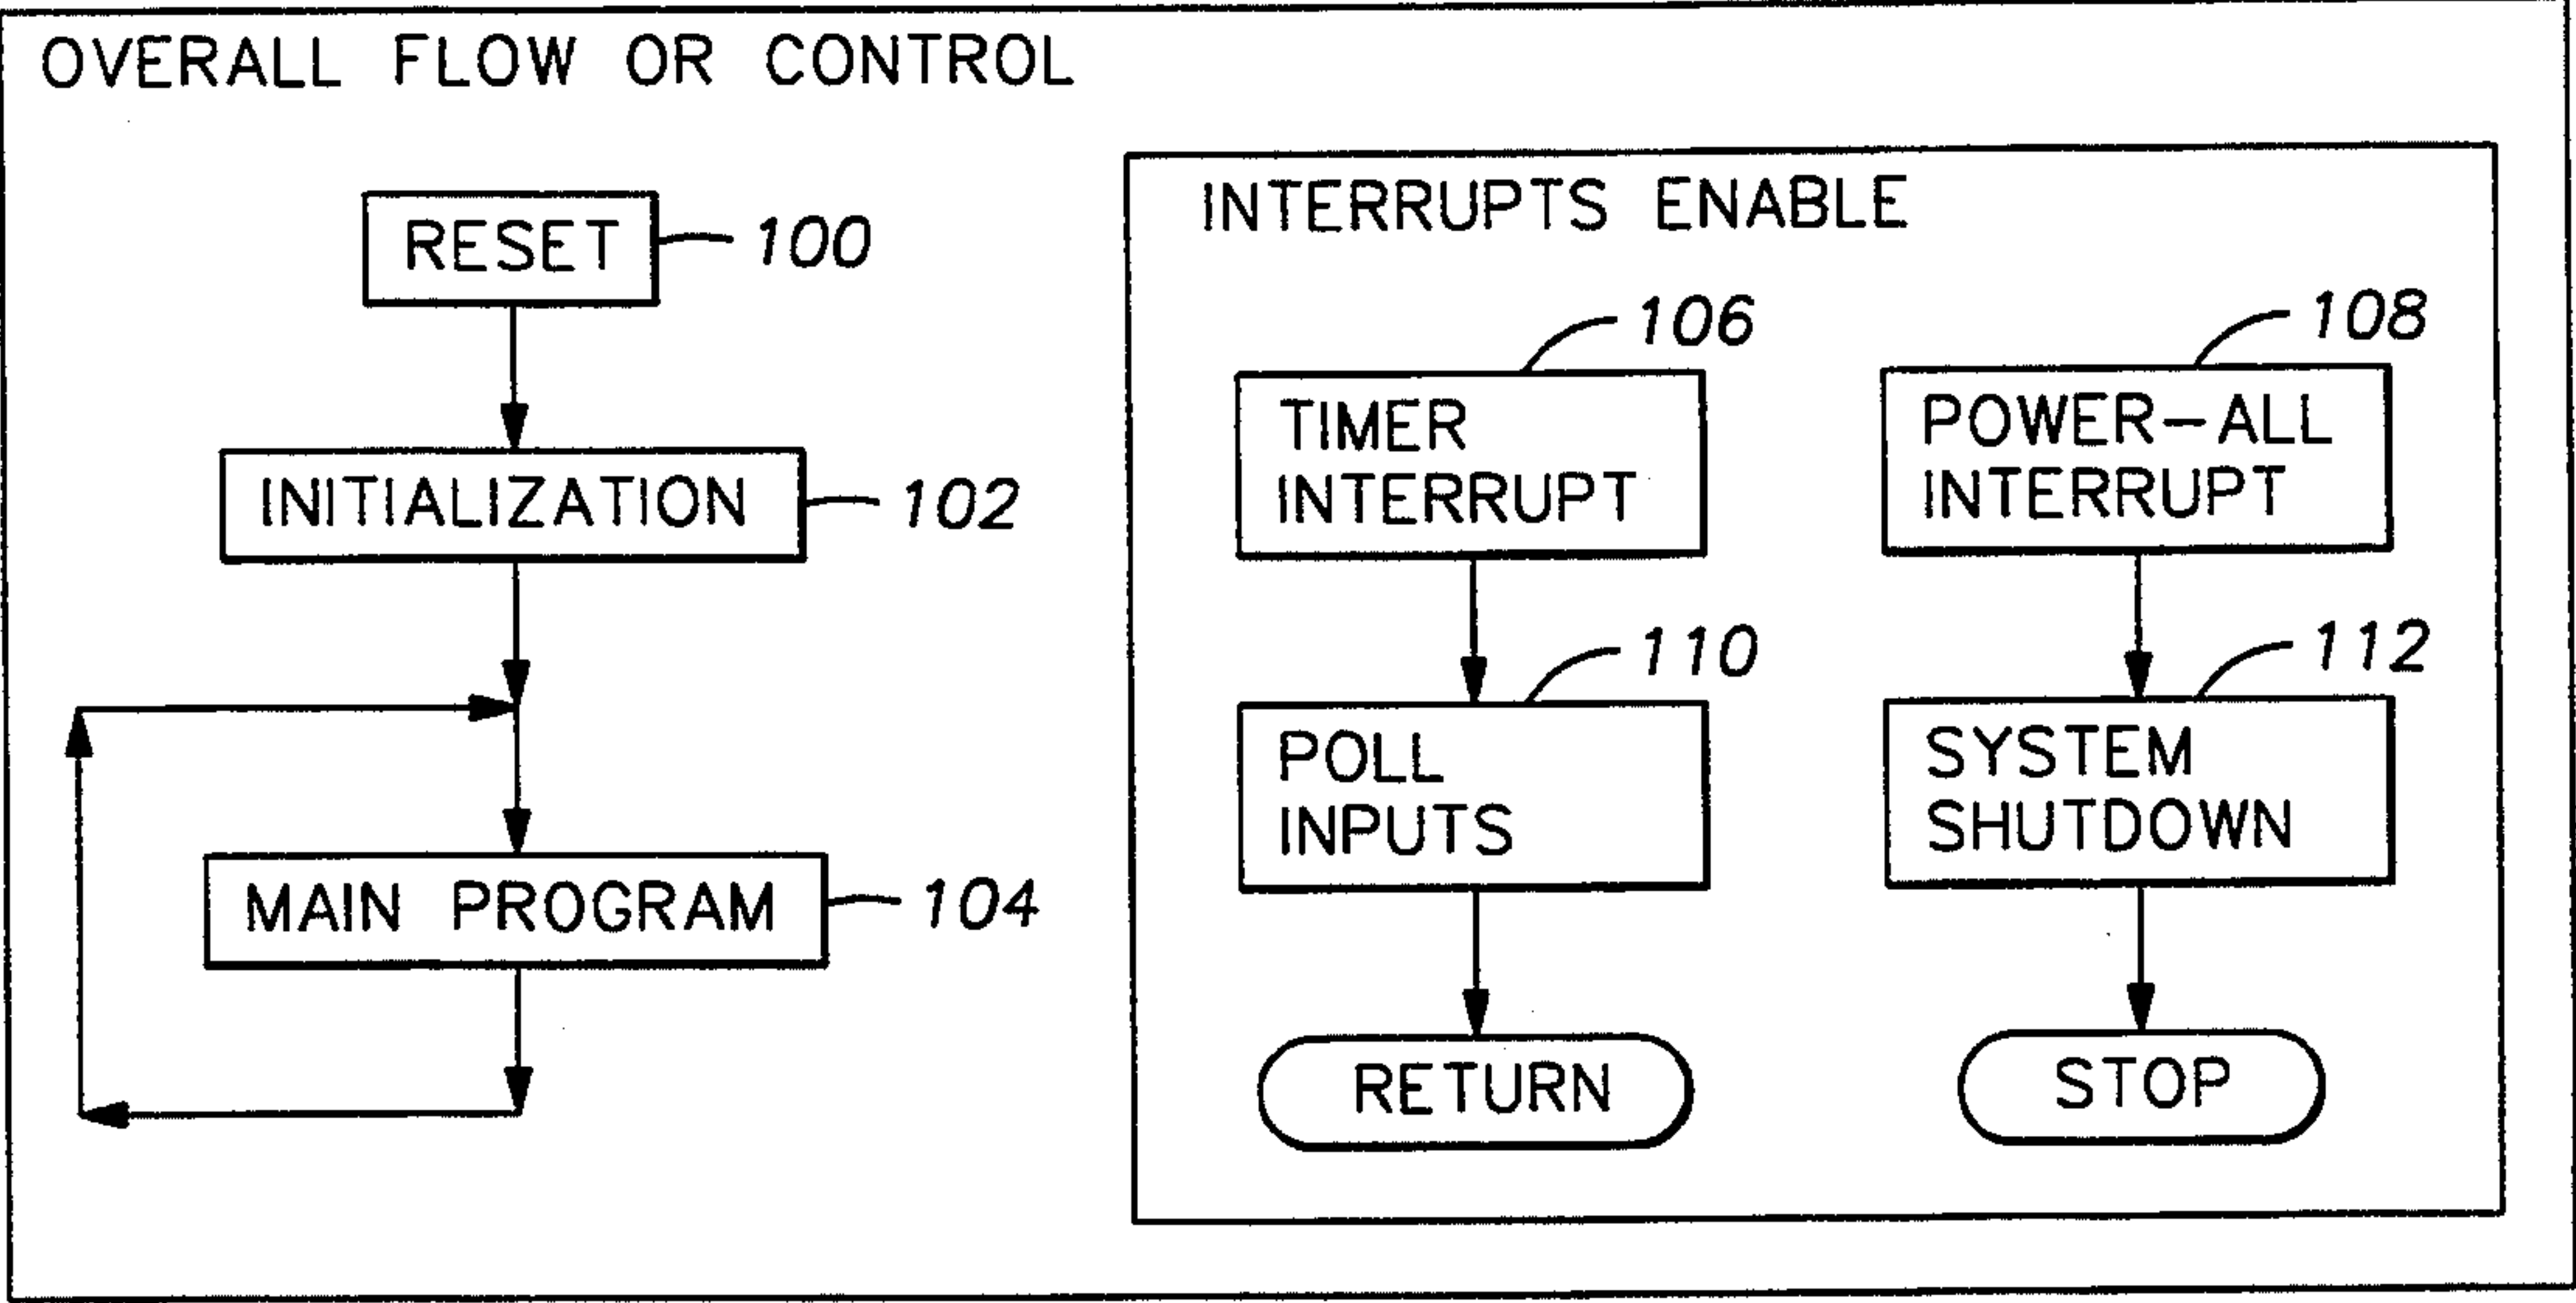 OVERALL FLOW OR CONTROL
RESET
100
INITIALIZATION
102
MAIN PROGRAM
104
INTERRUPTS ENABLE
106
TIMER
INTERRUPT
110
POLL
INPUTS
RETURN
108
POWER-ALL
INTERRUPT
112
SYSTEM
SHUTDOWN
STOP